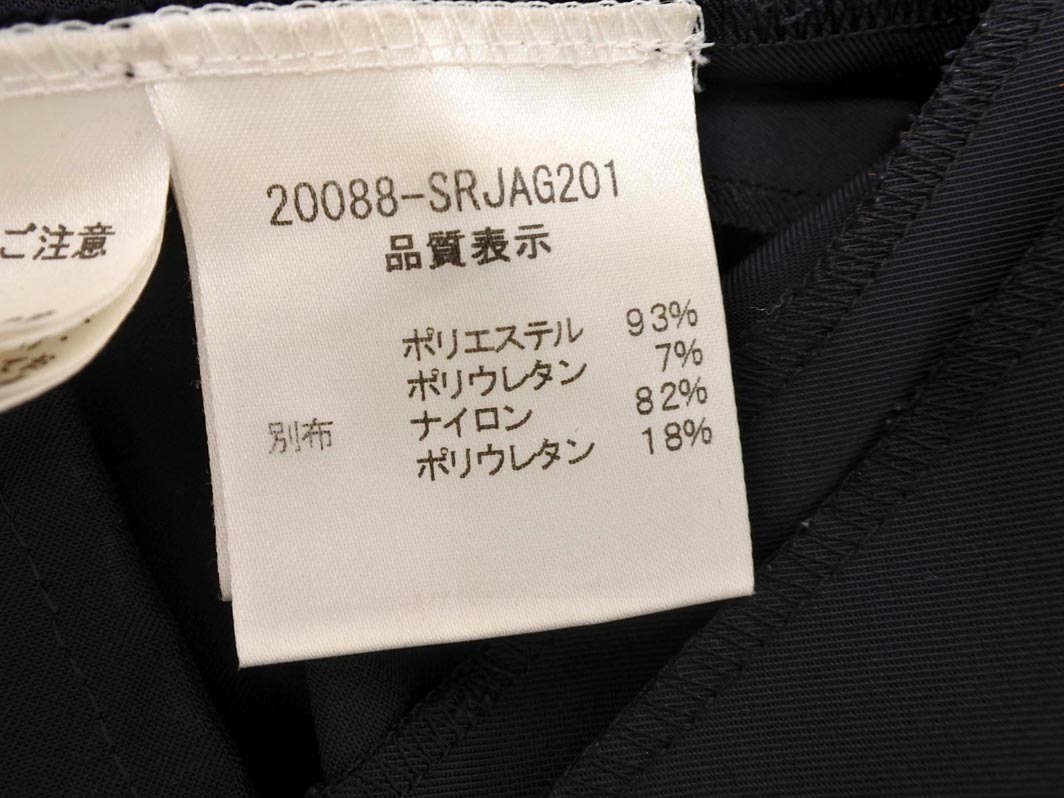 20088-SRJAG201
品質表示
ポリエステル 93%
ポリウレタン 7%
別布 ナイロン 82%
ポリウレタン 18%
ご注意